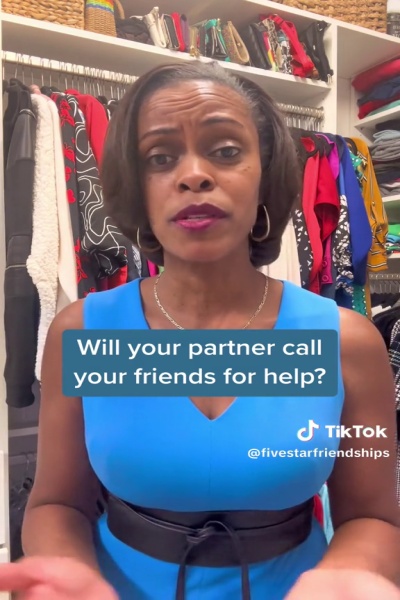 Will your partner call
your friends for help?
TikTok
@fivestarfriendships